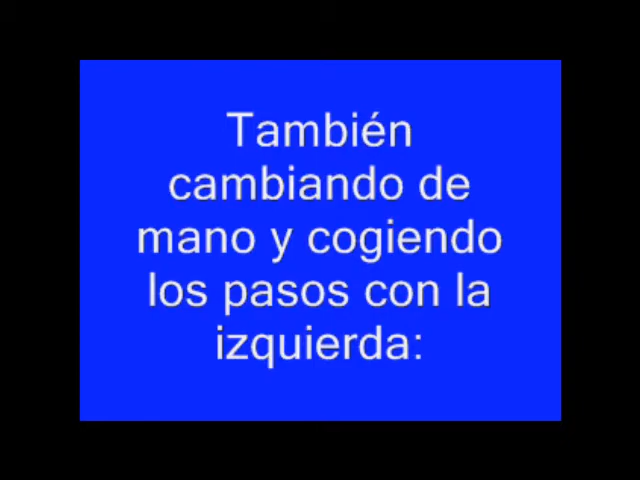 También
cambiando de
mano y cogiendo
los pasos con la
izquierda: